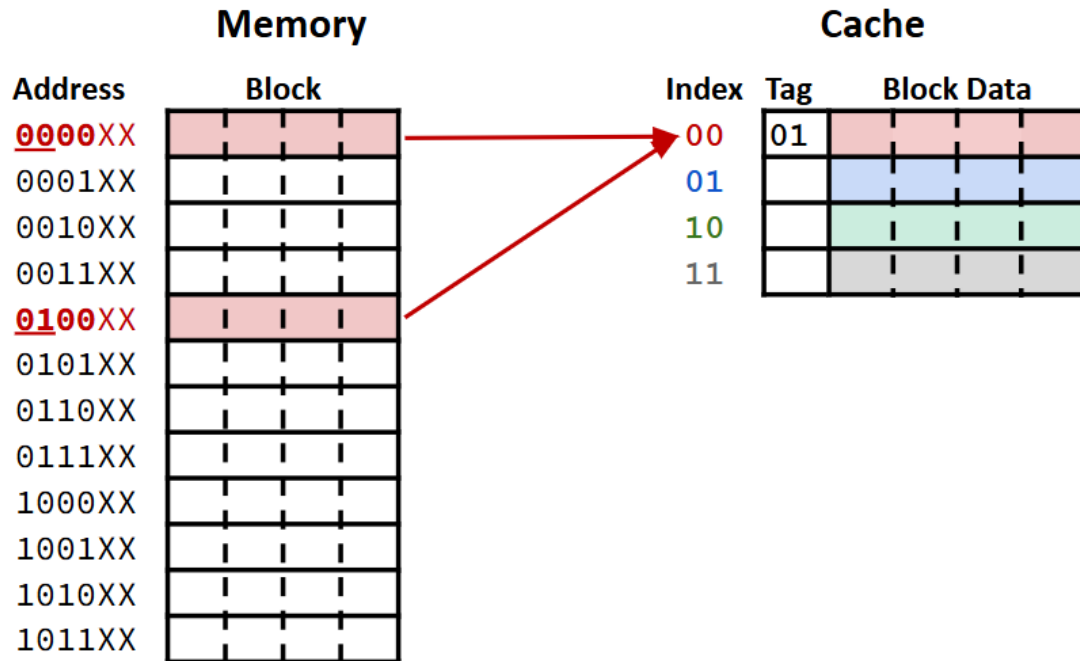 Memory Cache
Address Block Index Tag Block Data
0000XX 00 01
0001XX 01
0010XX 10
0011XX 11
0100XX
0101XX
0110XX
0111XX
1000XX
1001XX
1010XX
1011XX